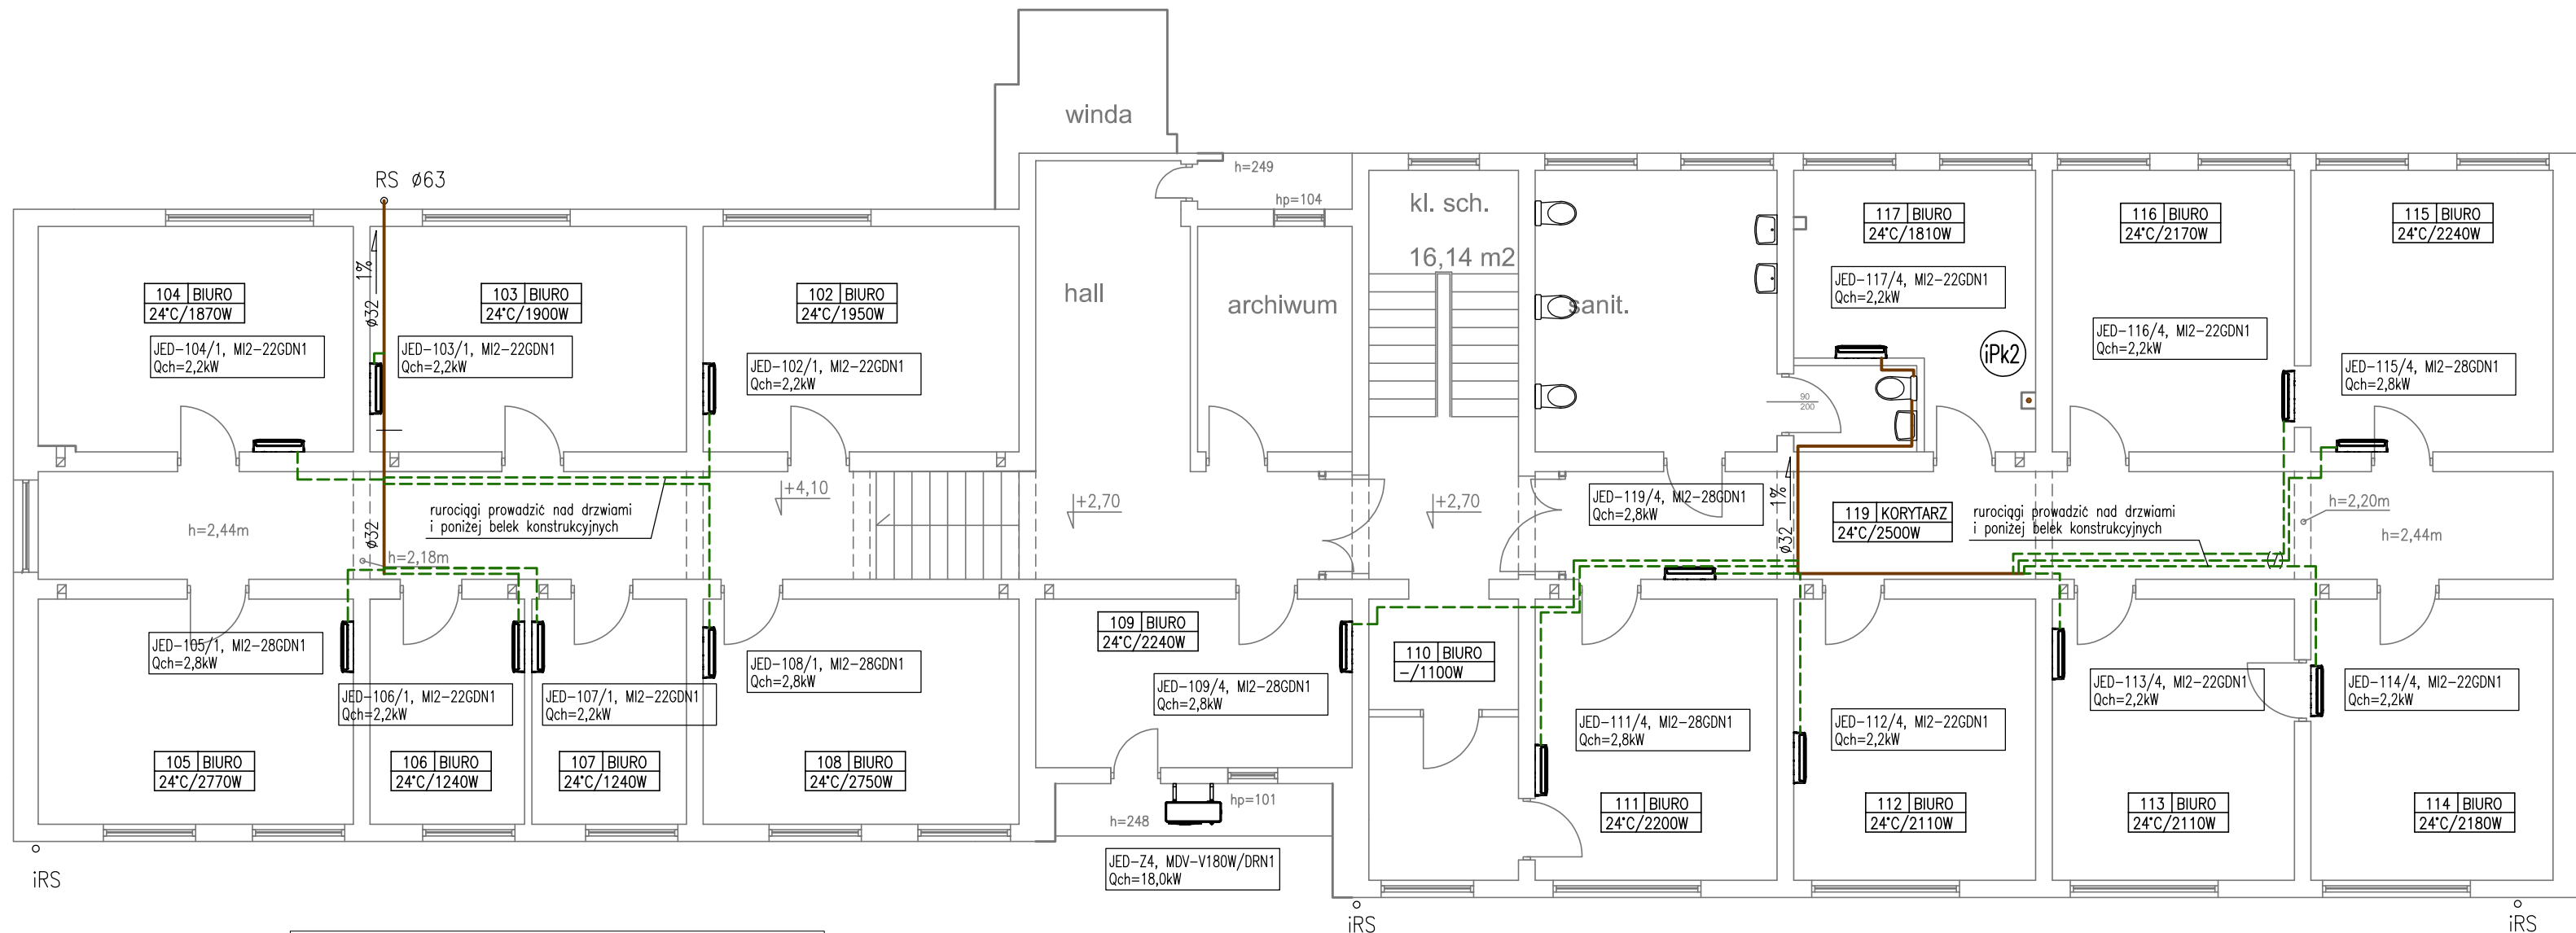 winda
h=249
hp=104
RS ø63
kl. sch.
16,14 m2
117 BIURO
24°C/1810W
116 BIURO
24°C/2170W
115 BIURO
24°C/2240W
JED-117/4, MI2-22GDN1
Qch=2,2kW
1%
ø32
104 BIURO
24°C/1870W
103 BIURO
24°C/1900W
102 BIURO
24°C/1950W
hall
archiwum
sanit.
JED-104/1, MI2-22GDN1
Qch=2,2kW
JED-103/1, MI2-22GDN1
Qch=2,2kW
JED-102/1, MI2-22GDN1
Qch=2,2kW
iPk2
JED-116/4, MI2-22GDN1
Qch=2,2kW
JED-115/4, MI2-28GDN1
Qch=2,8kW
90
200
+4,10
+2,70
+2,70
JED-119/4, MI2-28GDN1
Qch=2,8kW
1%
ø32
119 KORYTARZ
24°C/2500W
rurociągi prowadzić nad drzwiami
i poniżej belek konstrukcyjnych
h=2,20m
h=2,44m
h=2,44m
ø32
rurociągi prowadzić nad drzwiami
i poniżej belek konstrukcyjnych
h=2,18m
(7)
JED-105/1, MI2-28GDN1
Qch=2,8kW
JED-106/1, MI2-22GDN1
Qch=2,2kW
JED-107/1, MI2-22GDN1
Qch=2,2kW
JED-108/1, MI2-28GDN1
Qch=2,8kW
109 BIURO
24°C/2240W
JED-109/4, MI2-28GDN1
Qch=2,8kW
110 BIURO
-/1100W
JED-111/4, MI2-28GDN1
Qch=2,8kW
JED-112/4, MI2-22GDN1
Qch=2,2kW
JED-113/4, MI2-22GDN1
Qch=2,2kW
JED-114/4, MI2-22GDN1
Qch=2,2kW
105 BIURO
24°C/2770W
106 BIURO
24°C/1240W
107 BIURO
24°C/1240W
108 BIURO
24°C/2750W
hp=101
h=248
111 BIURO
24°C/2200W
112 BIURO
24°C/2110W
113 BIURO
24°C/2110W
114 BIURO
24°C/2180W
JED-Z4, MDV-V180W/DRN1
Qch=18,0kW
iRS
iRS
iRS